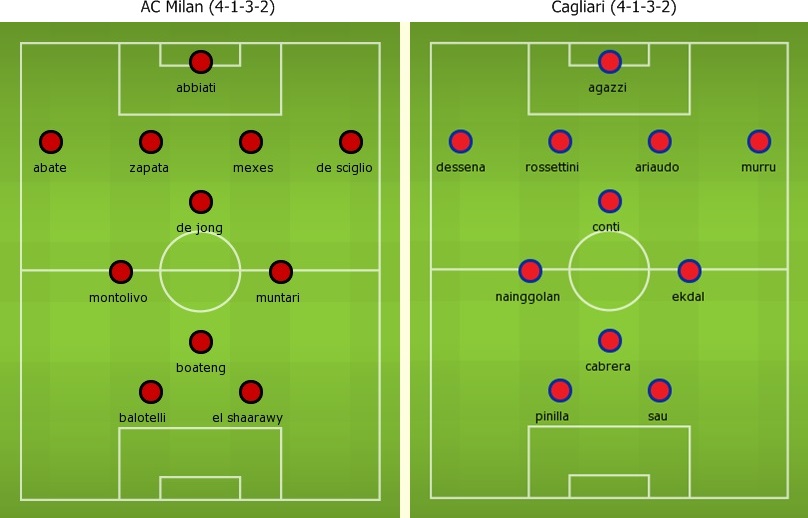 AC Milan (4-1-3-2)
abbiati
abate zapata mexes de sciglio
de jong
montolivo muntari
boateng
balotelli el shaarawy
Cagliari (4-1-3-2)
agazzi
dessena rossettini ariaudo murru
conti
nainggolan ekdal
cabrera
pinilla sau